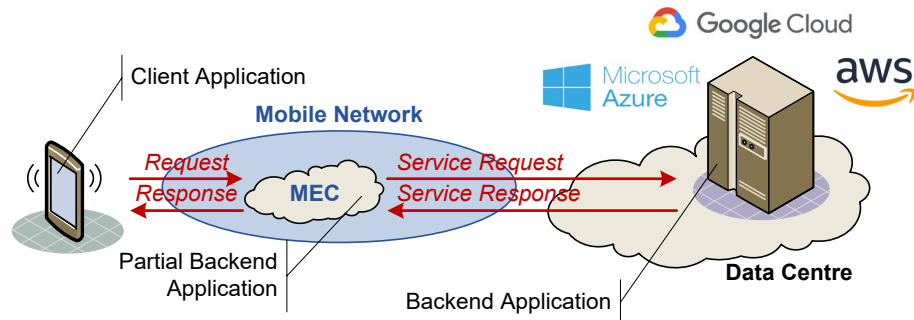 Google Cloud
Client Application
Microsoft
Azure
aws
Mobile Network
Request
Service Request
Response
MEC
Service Response
Partial Backend
Application
Data Centre
Backend Application